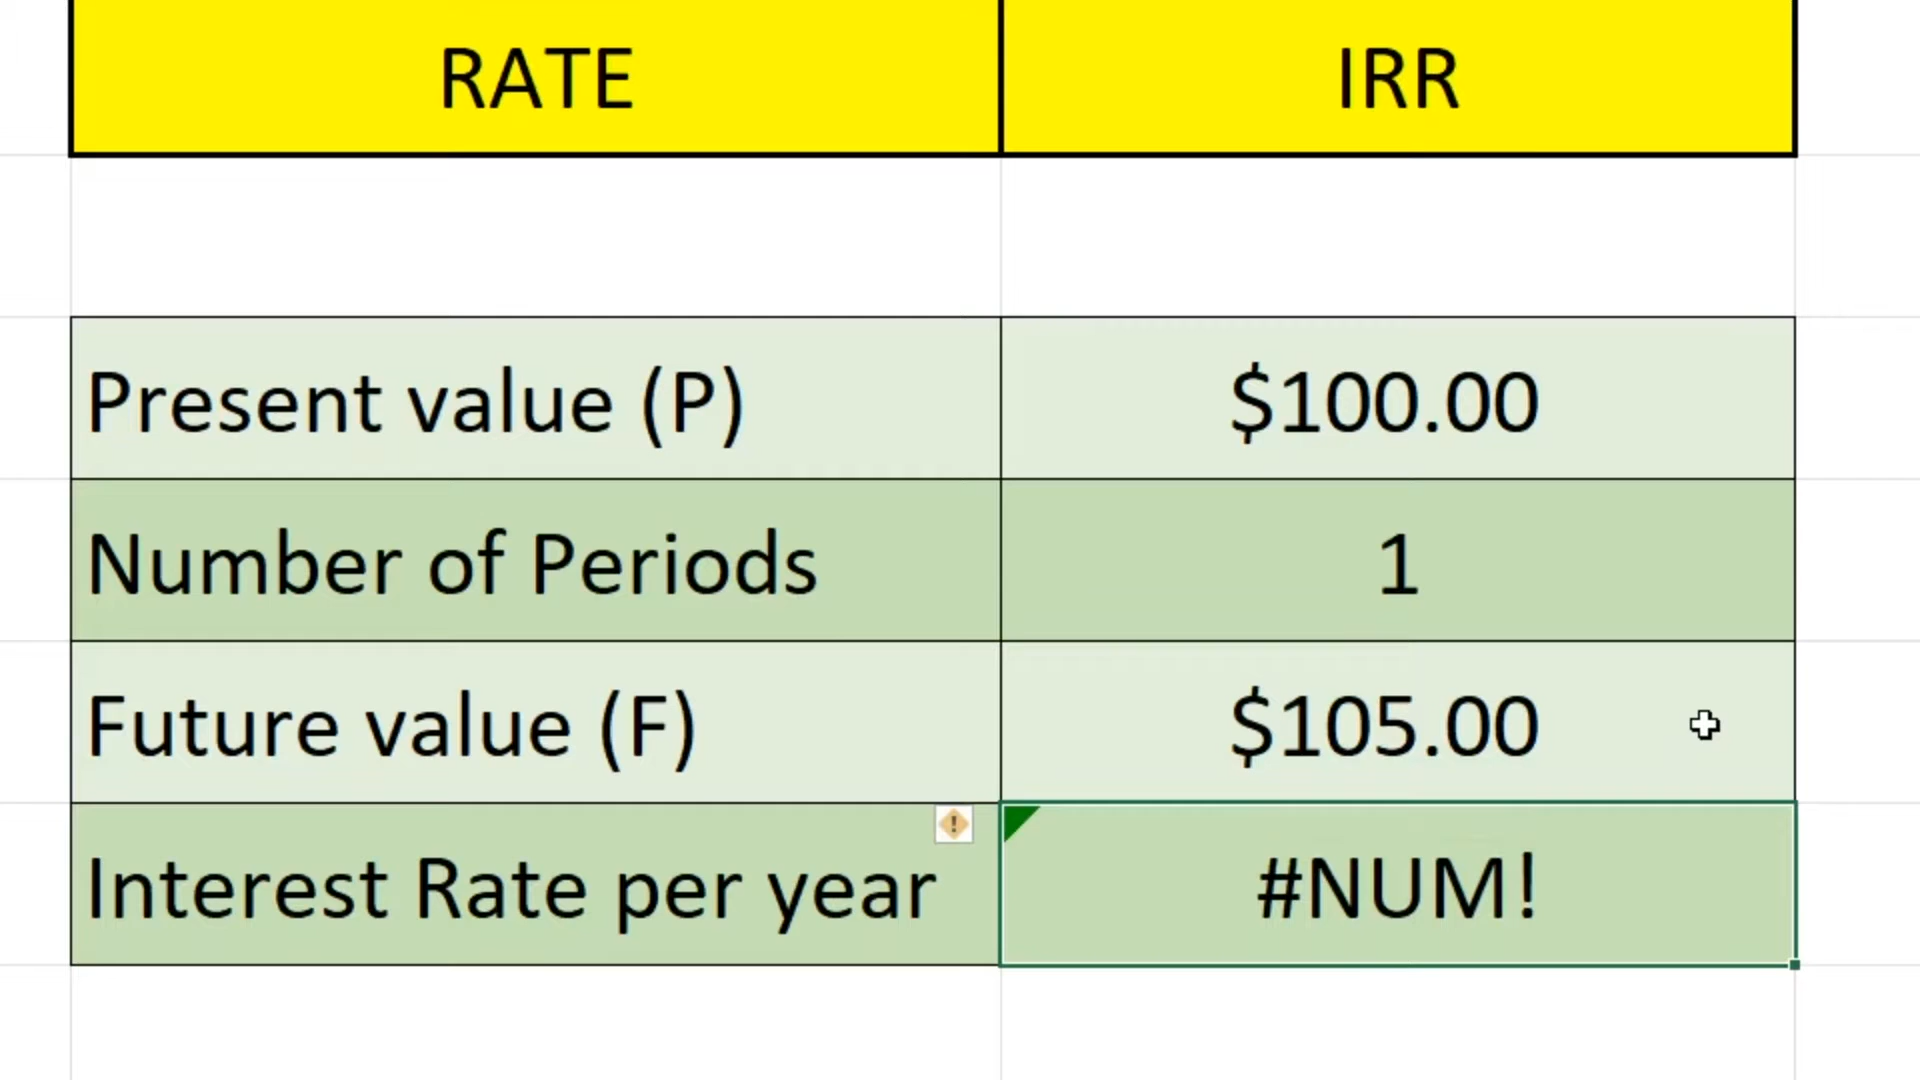 RATE IRR
Present value (P) $100.00
Number of Periods 1
Future value (F) $105.00
Interest Rate per year #NUM!